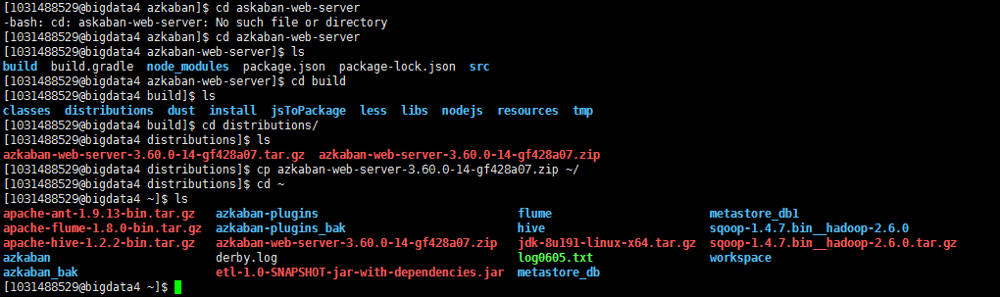 [1031488529@bigdata4 azkaban]$ cd askaban-web-server
-bash: cd: askaban-web-server: No such file or directory
[1031488529@bigdata4 azkaban]$ cd azkaban-web-server
[1031488529@bigdata4 azkaban-web-server]$ ls
build  build.gradle  node_modules  package.json  package-lock.json  src
[1031488529@bigdata4 azkaban-web-server]$ cd build
[1031488529@bigdata4 build]$ ls
classes  distributions  dust  install  jsToPackage  less  libs  nodejs  resources  tmp
[1031488529@bigdata4 build]$ cd distributions/
[1031488529@bigdata4 distributions]$ ls
azkaban-web-server-3.60.0-14-gf428a07.tar.gz  azkaban-web-server-3.60.0-14-gf428a07.zip
[1031488529@bigdata4 distributions]$ cp azkaban-web-server-3.60.0-14-gf428a07.zip ~/
[1031488529@bigdata4 distributions]$ cd ~
[1031488529@bigdata4 ~]$ ls
apache-ant-1.9.13-bin.tar.gz  azkaban-plugins  flume  metastore_db1
apache-flume-1.8.0-bin.tar.gz  azkaban-plugins_bak  hive  sqoop-1.4.7.bin__hadoop-2.6.0
apache-hive-1.2.2-bin.tar.gz  azkaban-web-server-3.60.0-14-gf428a07.zip  jdk-8u191-linux-x64.tar.gz  sqoop-1.4.7.bin__hadoop-2.6.0.tar.gz
azkaban  derby.log  log0605.txt  workspace
azkaban_bak  etl-1.0-SNAPSHOT-jar-with-dependencies.jar  metastore_db
[1031488529@bigdata4 ~]$